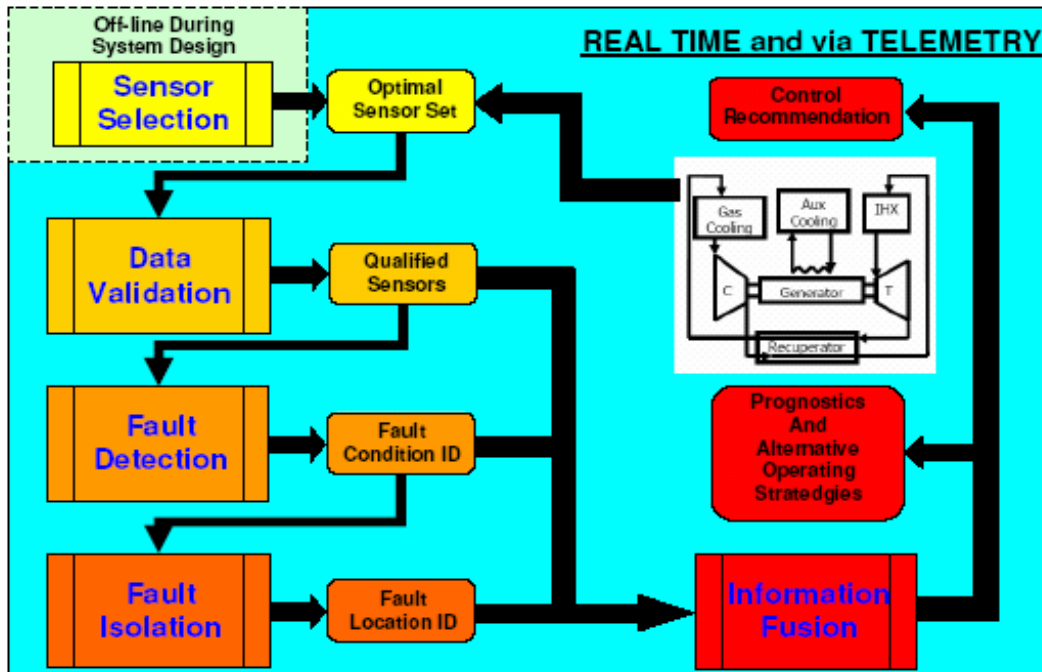 Off-line During
System Design
REAL TIME and via TELEMETRY
Sensor
Selection
Optimal
Sensor Set
Control
Recommendation
Gas
Cooling
Aux
Cooling
IHX
C
Generator
T
Recuperator
Data
Validation
Qualified
Sensors
Fault
Detection
Fault
Condition ID
Prognostics
And
Alternative
Operating
Stratedgies
Fault
Isolation
Fault
Location ID
Information
Fusion